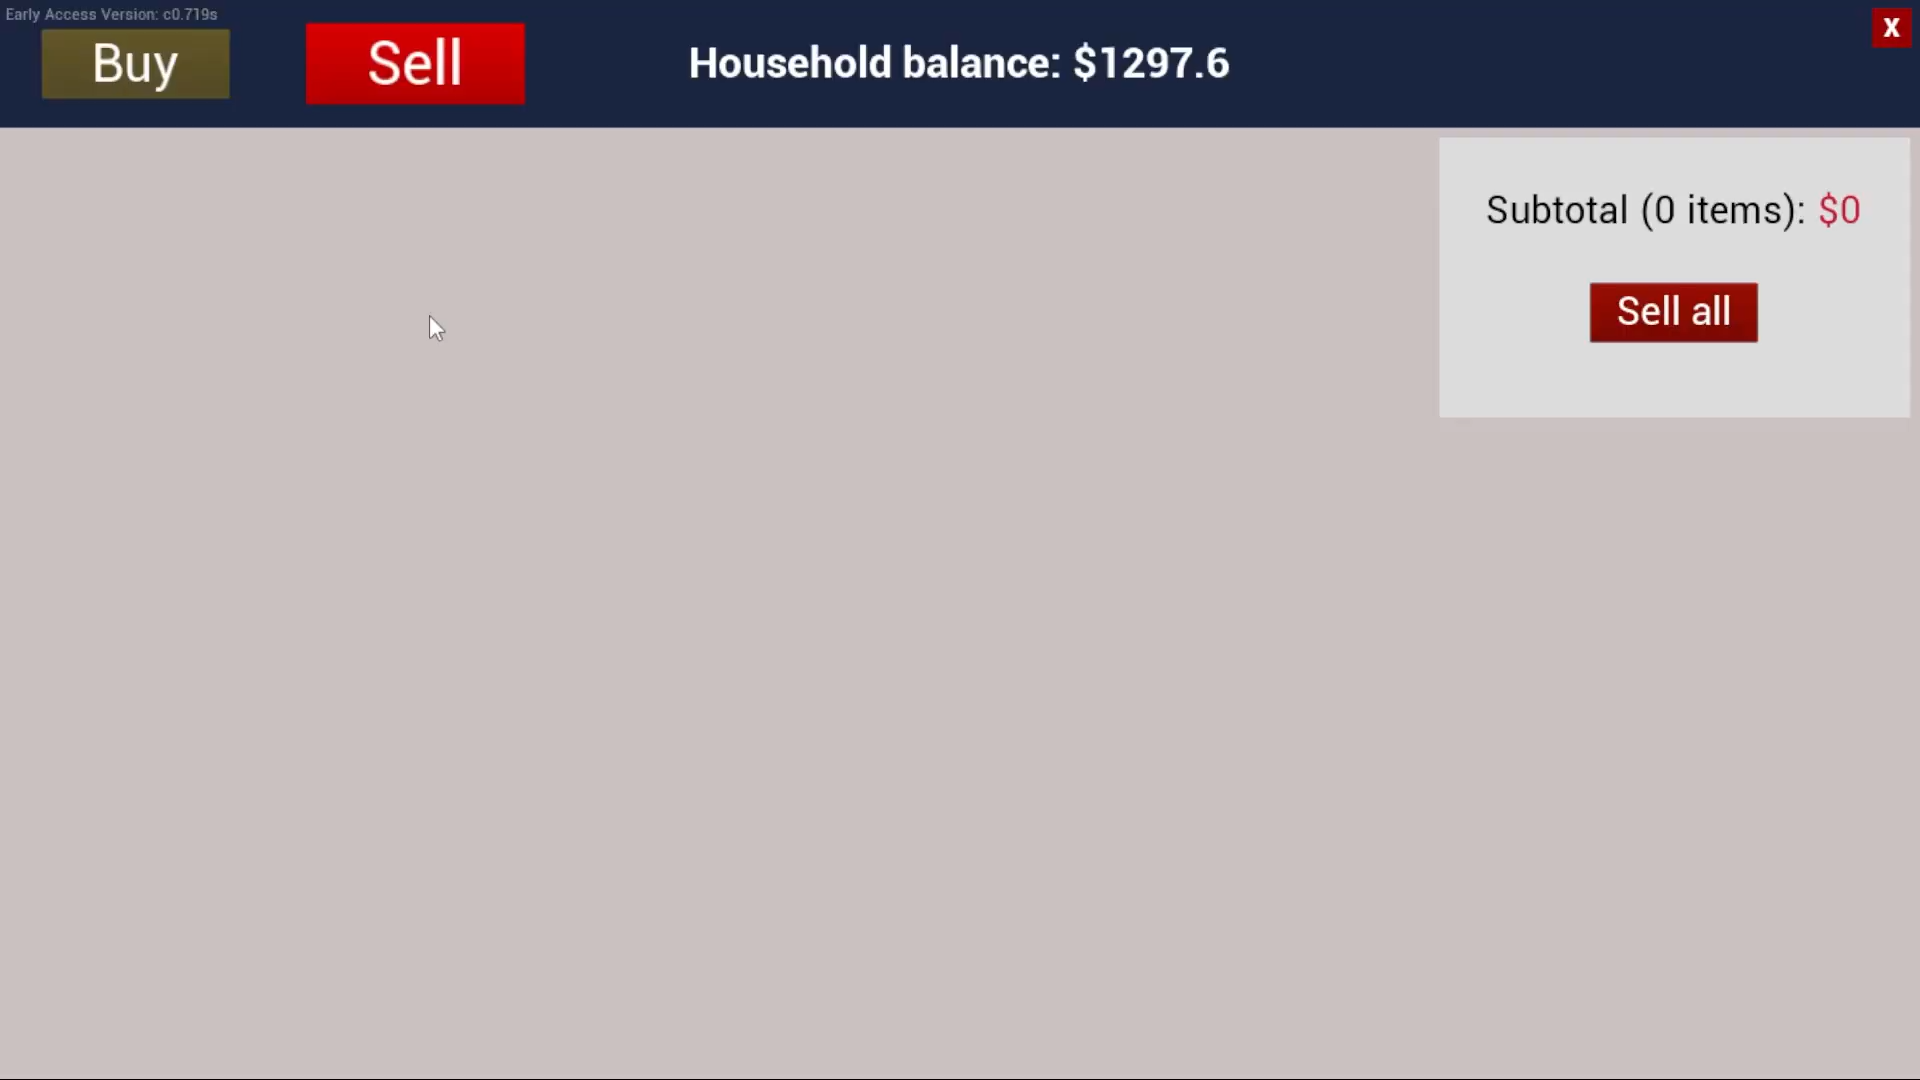 Early Access Version: c0.719s
Buy
Sell
Household balance: $1297.6
X
Subtotal (0 items): $0
Sell all